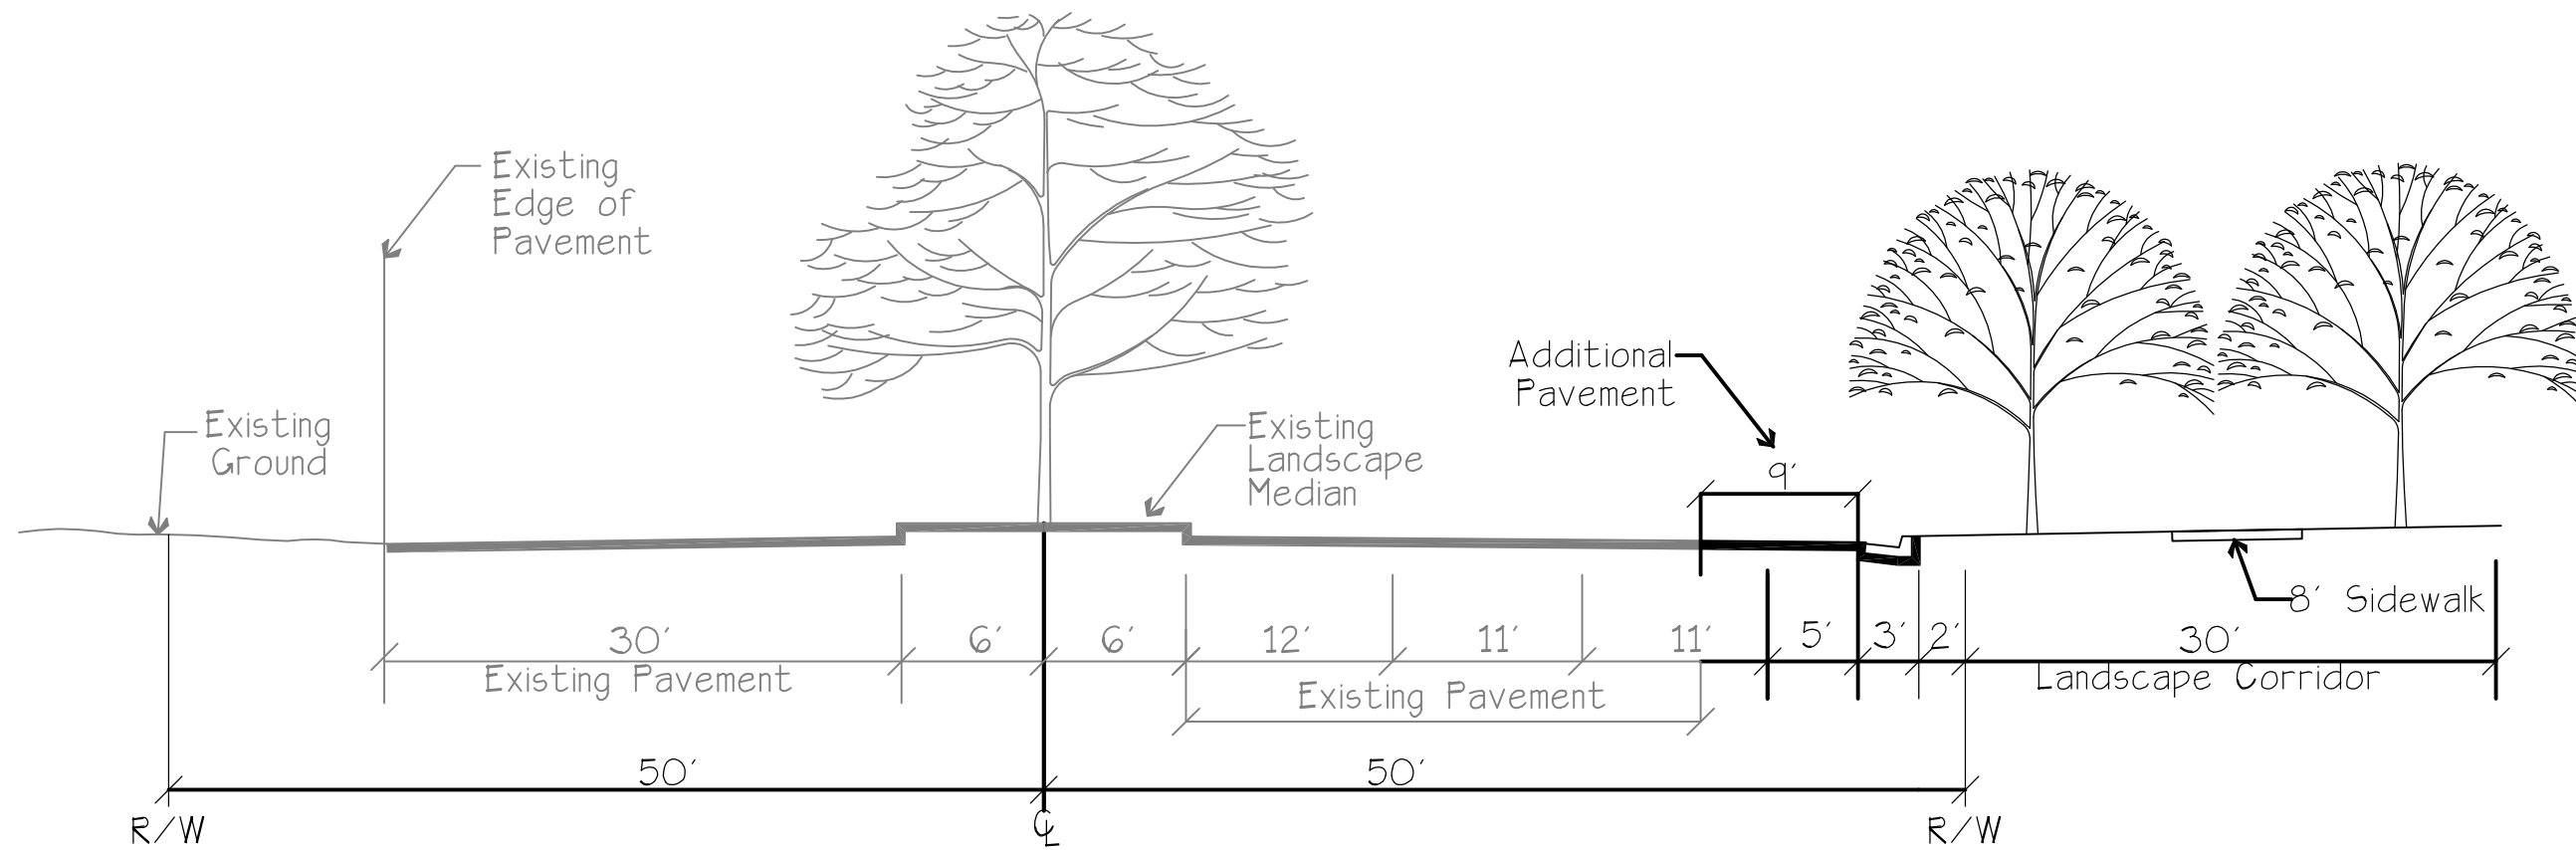 Existing
Edge of
Pavement
Additional
Pavement
Existing
Ground
Existing
Landscape
Median
9'
8' Sidewalk
30'
6'
6'
12'
11'
11'
5'
3'
2'
30'
Existing Pavement
Existing Pavement
Landscape Corridor
50'
50'
R/W
℄
R/W